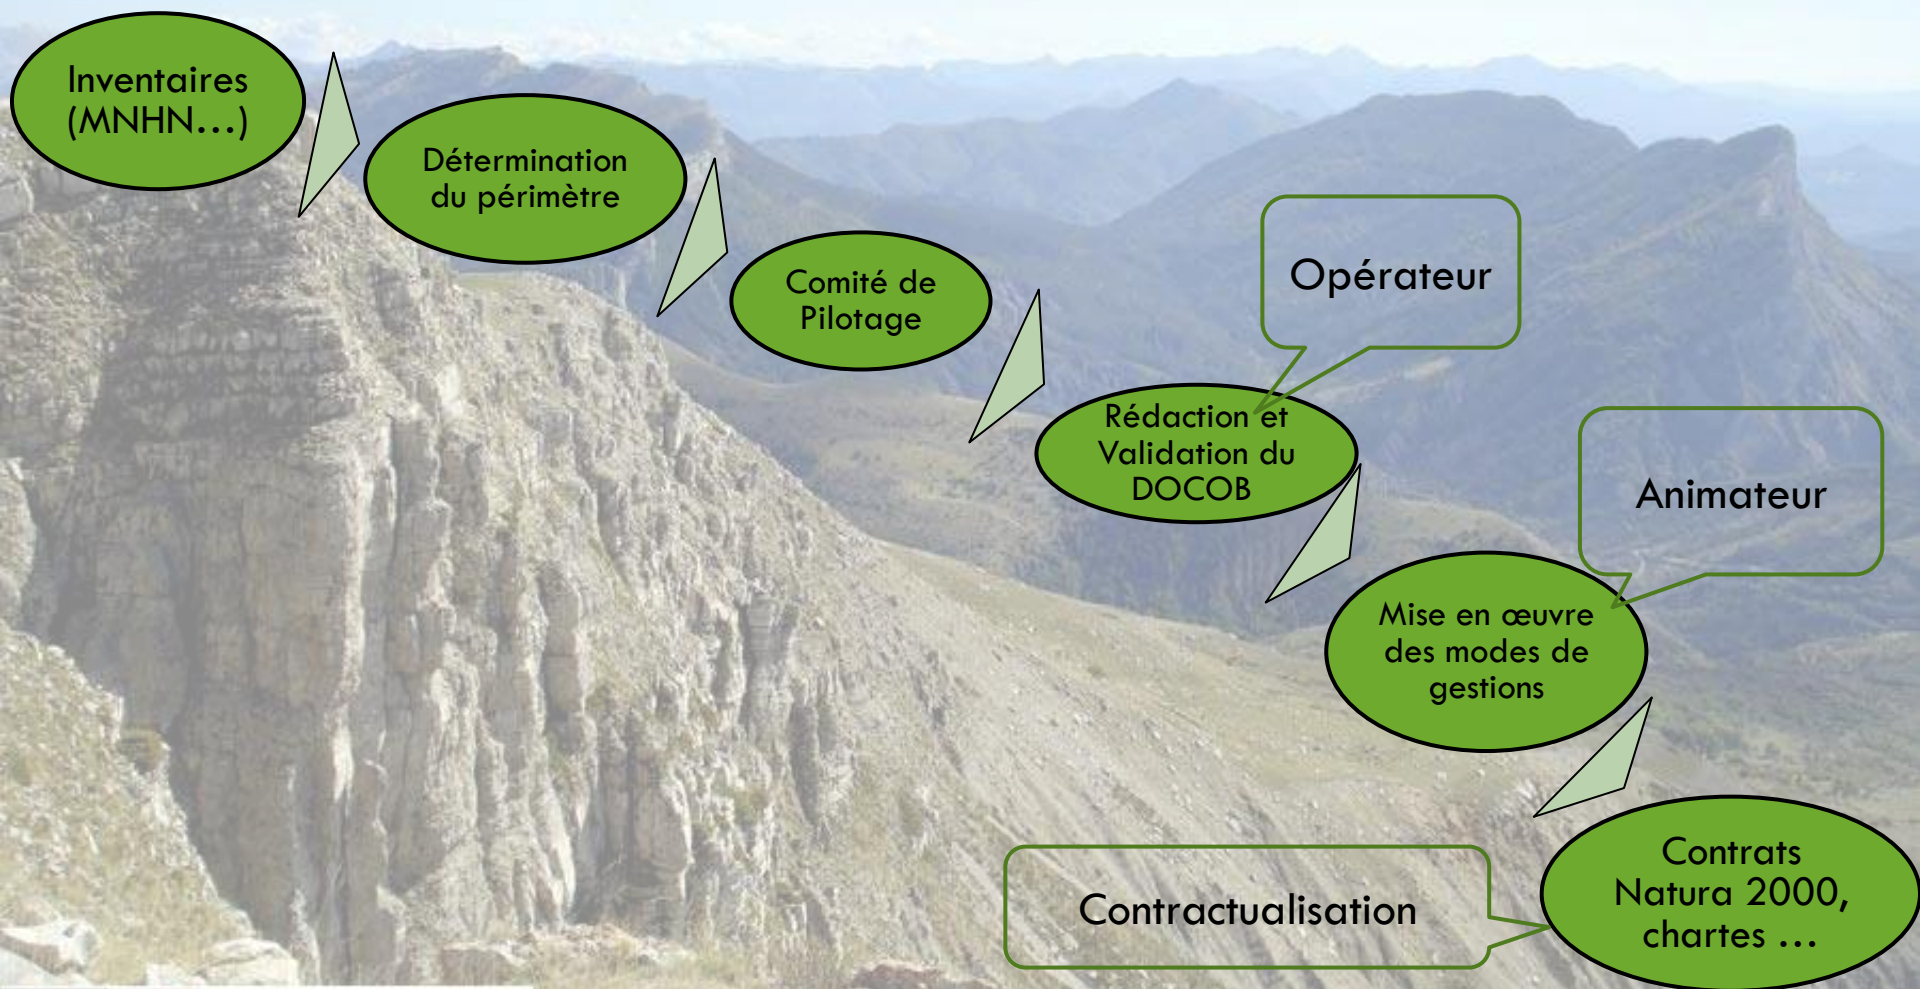 Inventaires
(MNHN...)
Détermination
du périmètre
Comité de
Pilotage
Opérateur
Rédaction et
Validation du
DOCOB
Animateur
Mise en œuvre
des modes de
gestions
Contrats
Natura 2000,
chartes ...
Contractualisation